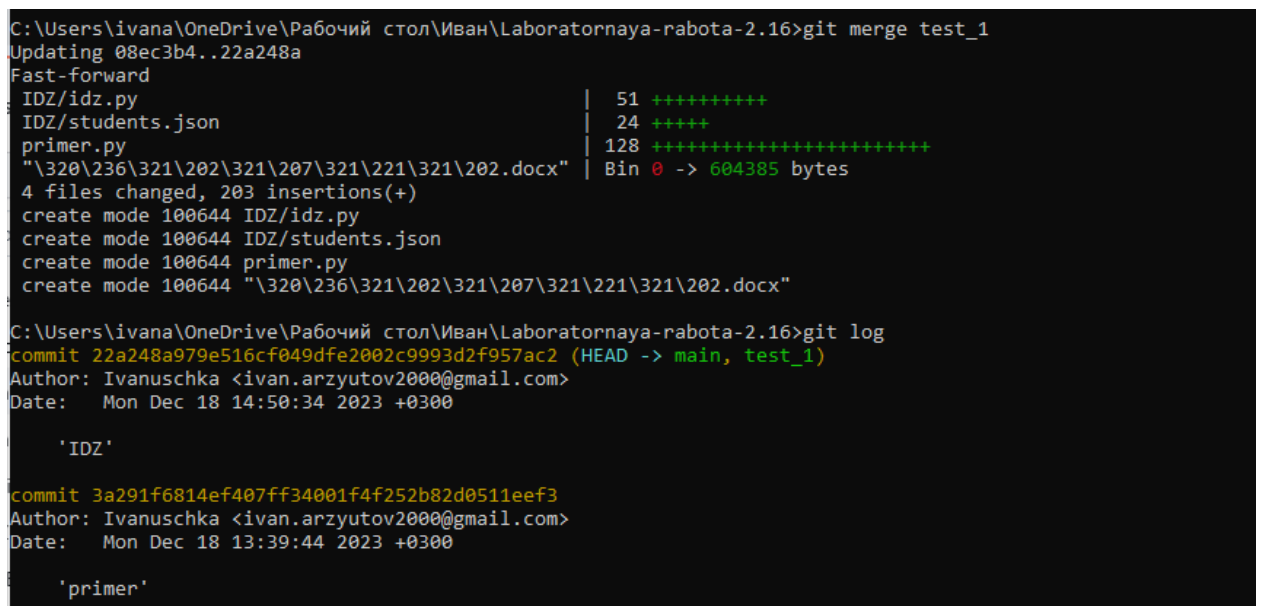 C:\Users\ivana\OneDrive\Рабочий стол\Иван\Laboratornaya-rabota-2.16>git merge test_1
Updating 08ec3b4..22a248a
Fast-forward
 IDZ/idz.py                                       |  51 ++++++++++
 IDZ/students.json                                |  24 +++++
 primer.py                                        | 128 ++++++++++++++++++++++++
 "\320\236\321\202\321\207\321\221\321\202.docx" | Bin 0 -> 604385 bytes
 4 files changed, 203 insertions(+)
 create mode 100644 IDZ/idz.py
 create mode 100644 IDZ/students.json
 create mode 100644 primer.py
 create mode 100644 "\320\236\321\202\321\207\321\221\321\202.docx"
C:\Users\ivana\OneDrive\Рабочий стол\Иван\Laboratornaya-rabota-2.16>git log
commit 22a248a979e516cf049dfe2002c9993d2f957ac2 (HEAD -> main, test_1)
Author: Ivanuschka <ivan.arzyutov2000@gmail.com>
Date:   Mon Dec 18 14:50:34 2023 +0300
    'IDZ'
commit 3a291f6814ef407ff34001f4f252b82d0511eef3
Author: Ivanuschka <ivan.arzyutov2000@gmail.com>
Date:   Mon Dec 18 13:39:44 2023 +0300
    'primer'